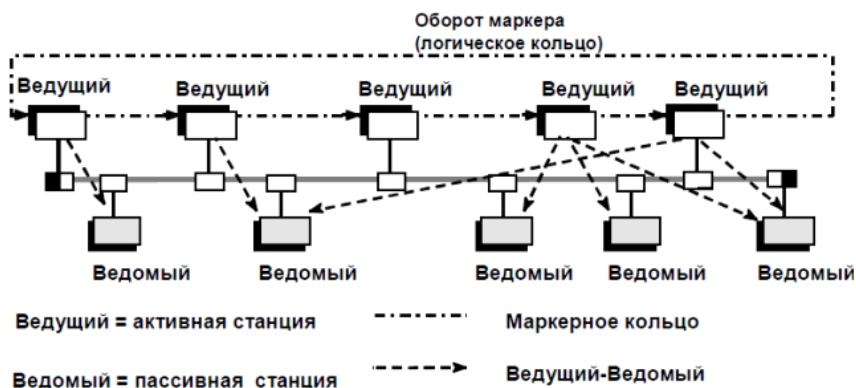 Оборот маркера
(логическое кольцо)
Ведущий
Ведущий
Ведущий
Ведущий
Ведущий
Ведомый
Ведомый
Ведомый
Ведомый
Ведомый
Ведущий = активная станция
Маркерное кольцо
Ведомый = пассивная станция
Ведущий-Ведомый